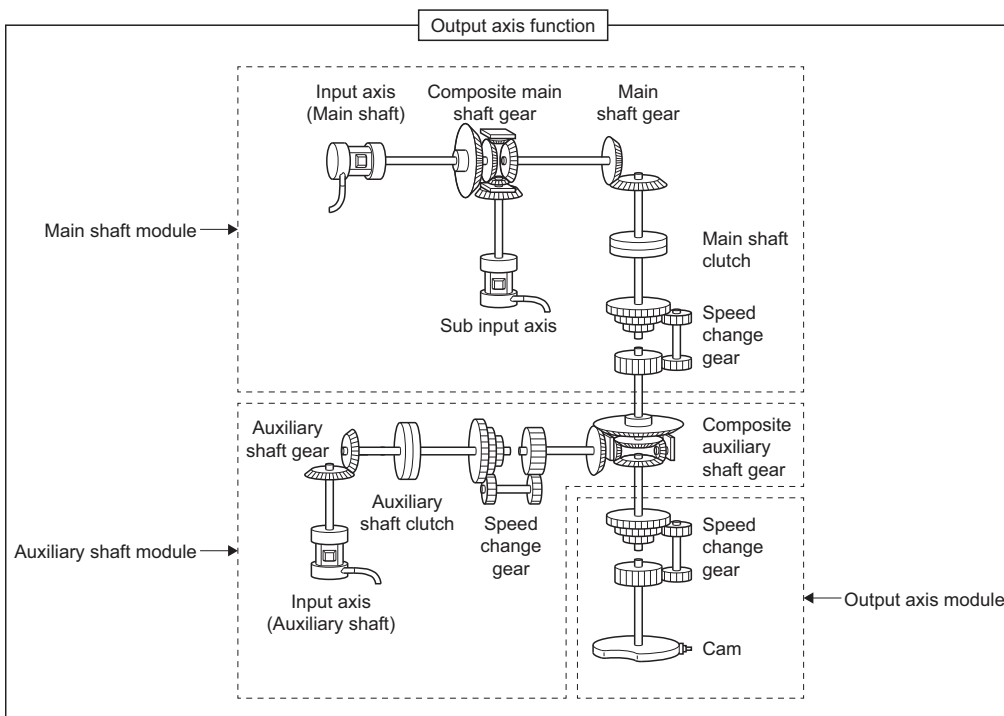 Output axis function
Input axis
(Main shaft)
Composite main
shaft gear
Main
shaft gear
Main shaft module
Main shaft
clutch
Sub input axis
Speed
change
gear
Auxiliary
shaft gear
Composite
auxiliary
shaft gear
Auxiliary
shaft clutch
Speed
change
gear
Speed
change
gear
Auxiliary shaft module
Input axis
(Auxiliary shaft)
Output axis module
Cam